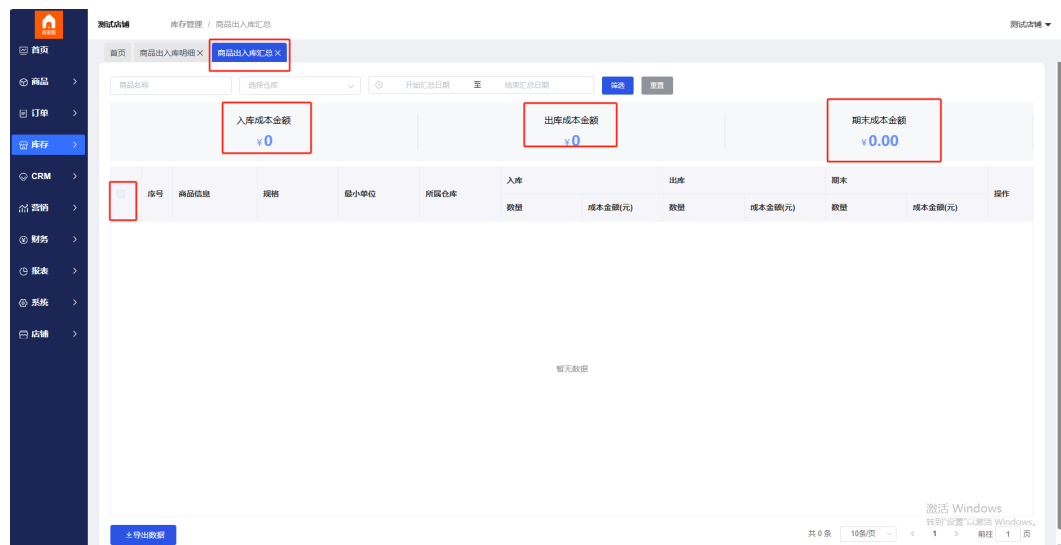 测试店铺 库存管理 / 商品出入库汇总 测试店铺
首页
商品
订单
库存
CRM
营销
财务
报表
系统
店铺
首页 商品出入库明细 商品出入库汇总
商品名称 选择仓库 开始汇总日期 至 结束汇总日期 筛选 重置
入库成本金额 出库成本金额 期末成本金额
¥0 ¥0 ¥0.00
序号 商品信息 规格 最小单位 所属仓库 入库 出库 期末 操作
数量 成本金额(元) 数量 成本金额(元) 数量 成本金额(元)
暂无数据
激活 Windows
转到"设置"以激活 Windows。
导出数据 共 0 条 10条/页 1 前往 1 页